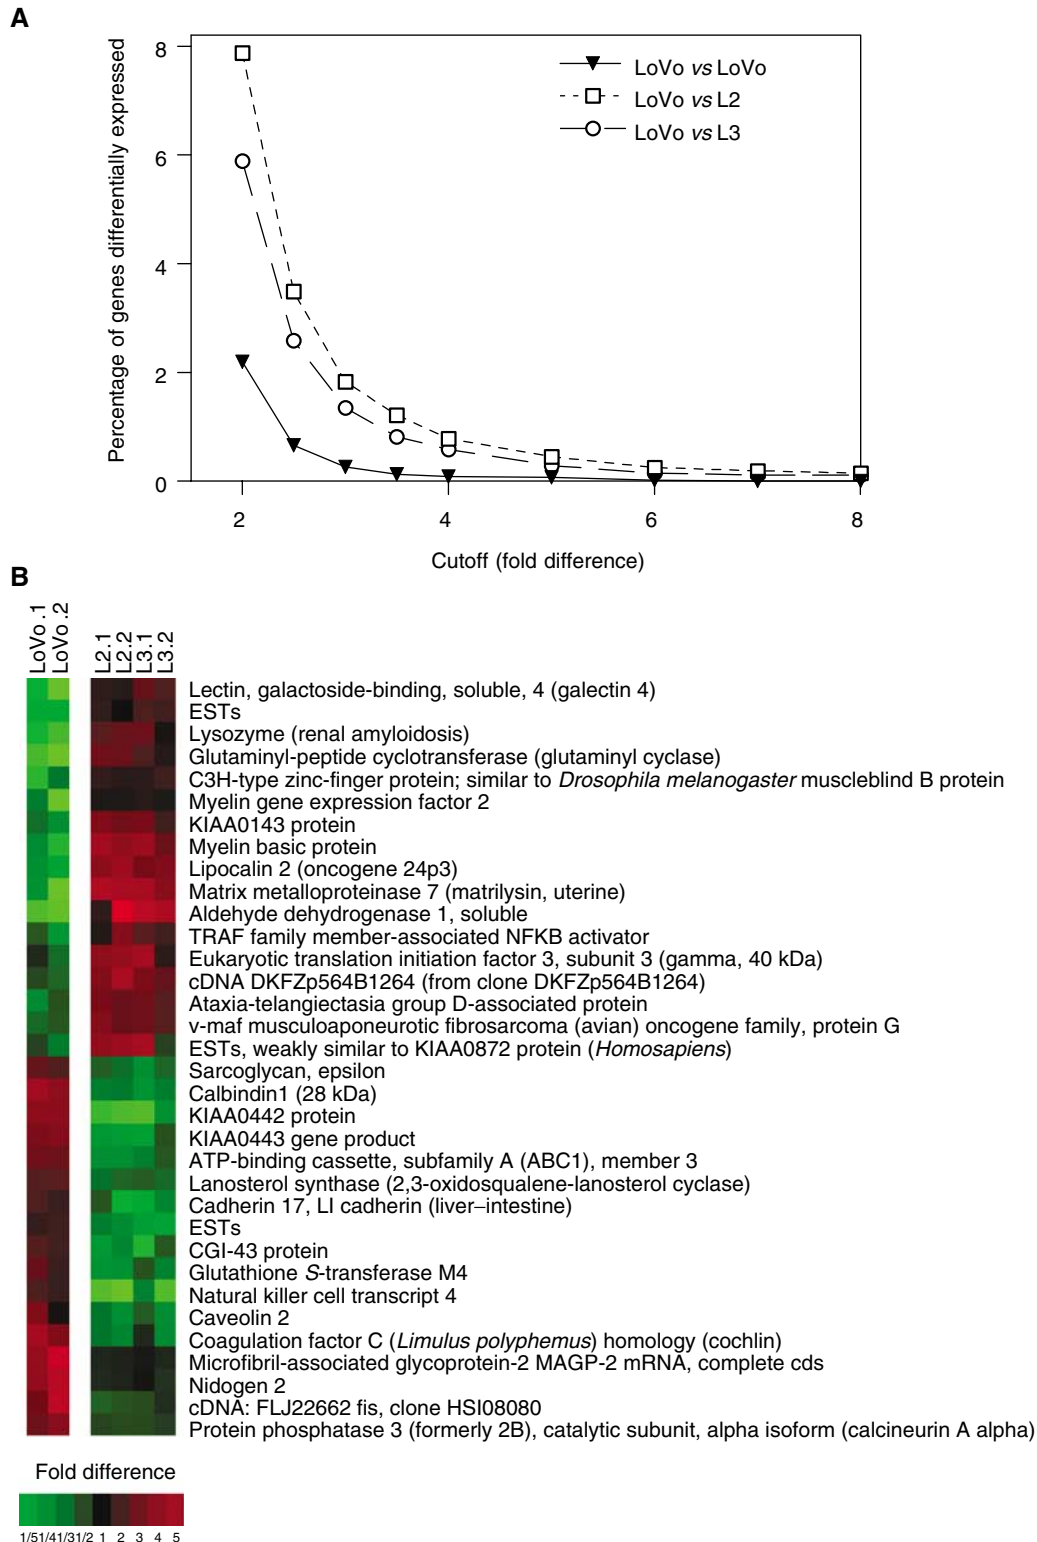 A
Percentage of genes differentially expressed
8
6
4
2
0
LoVo vs LoVo
LoVo vs L2
LoVo vs L3
2 4 6 8
Cutoff (fold difference)
B
LoVo .1
LoVo .2
L2.1
L2.2
L3.1
L3.2
Lectin, galactoside-binding, soluble, 4 (galectin 4)
ESTs
Lysozyme (renal amyloidosis)
Glutaminyl-peptide cyclotransferase (glutaminyl cyclase)
C3H-type zinc-finger protein; similar to Drosophila melanogaster muscleblind B protein
Myelin gene expression factor 2
KIAA0143 protein
Myelin basic protein
Lipocalin 2 (oncogene 24p3)
Matrix metalloproteinase 7 (matrilysin, uterine)
Aldehyde dehydrogenase 1, soluble
TRAF family member-associated NFKB activator
Eukaryotic translation initiation factor 3, subunit 3 (gamma, 40 kDa)
cDNA DKFZp564B1264 (from clone DKFZp564B1264)
Ataxia-telangiectasia group D-associated protein
v-maf musculoaponeurotic fibrosarcoma (avian) oncogene family, protein G
ESTs, weakly similar to KIAA0872 protein (Homosapiens)
Sarcoglycan, epsilon
Calbindin1 (28 kDa)
KIAA0442 protein
KIAA0443 gene product
ATP-binding cassette, subfamily A (ABC1), member 3
Lanosterol synthase (2,3-oxidosqualene-lanosterol cyclase)
Cadherin 17, LI cadherin (liver–intestine)
ESTs
CGI-43 protein
Glutathione S-transferase M4
Natural killer cell transcript 4
Caveolin 2
Coagulation factor C (Limulus polyphemus) homology (cochlin)
Microfibril-associated glycoprotein-2 MAGP-2 mRNA, complete cds
Nidogen 2
cDNA: FLJ22662 fis, clone HSI08080
Protein phosphatase 3 (formerly 2B), catalytic subunit, alpha isoform (calcineurin A alpha)
Fold difference
1/5 1/4 1/3 1/2 1 2 3 4 5